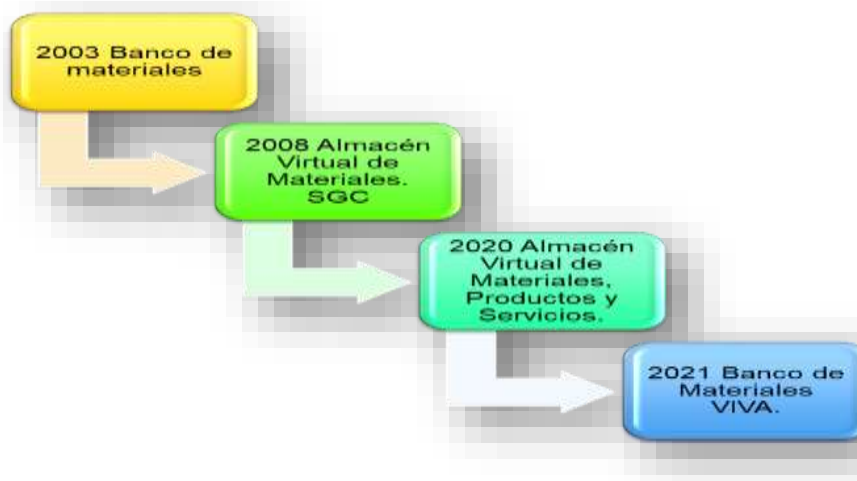 2003 Banco de
materiales
2008 Almacén
Virtual de
Materiales.
SGC
2020 Almacén
Virtual de
Materiales,
Productos y
Servicios.
2021 Banco de
Materiales
VIVA.